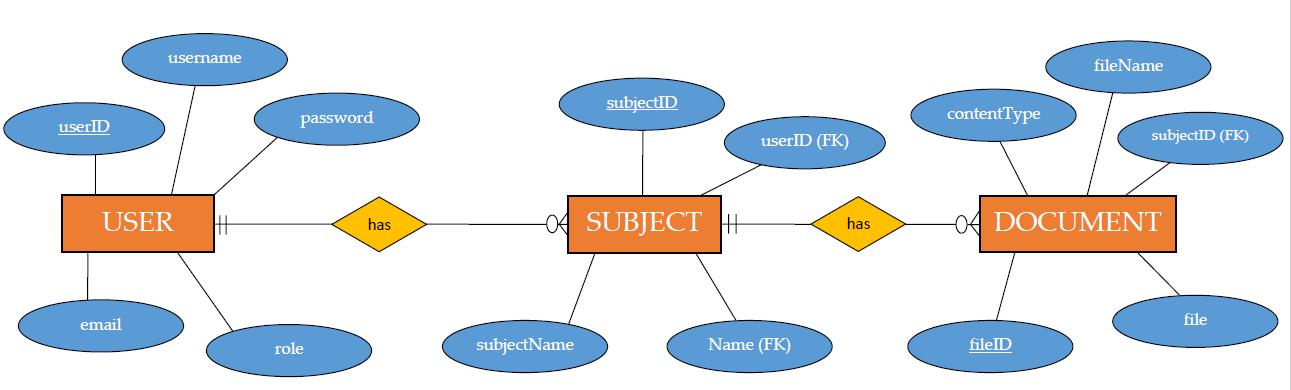 username
userID
password
USER
email
role
has
subjectID
userID (FK)
SUBJECT
subjectName
Name (FK)
has
fileName
contentType
subjectID (FK)
DOCUMENT
fileID
file